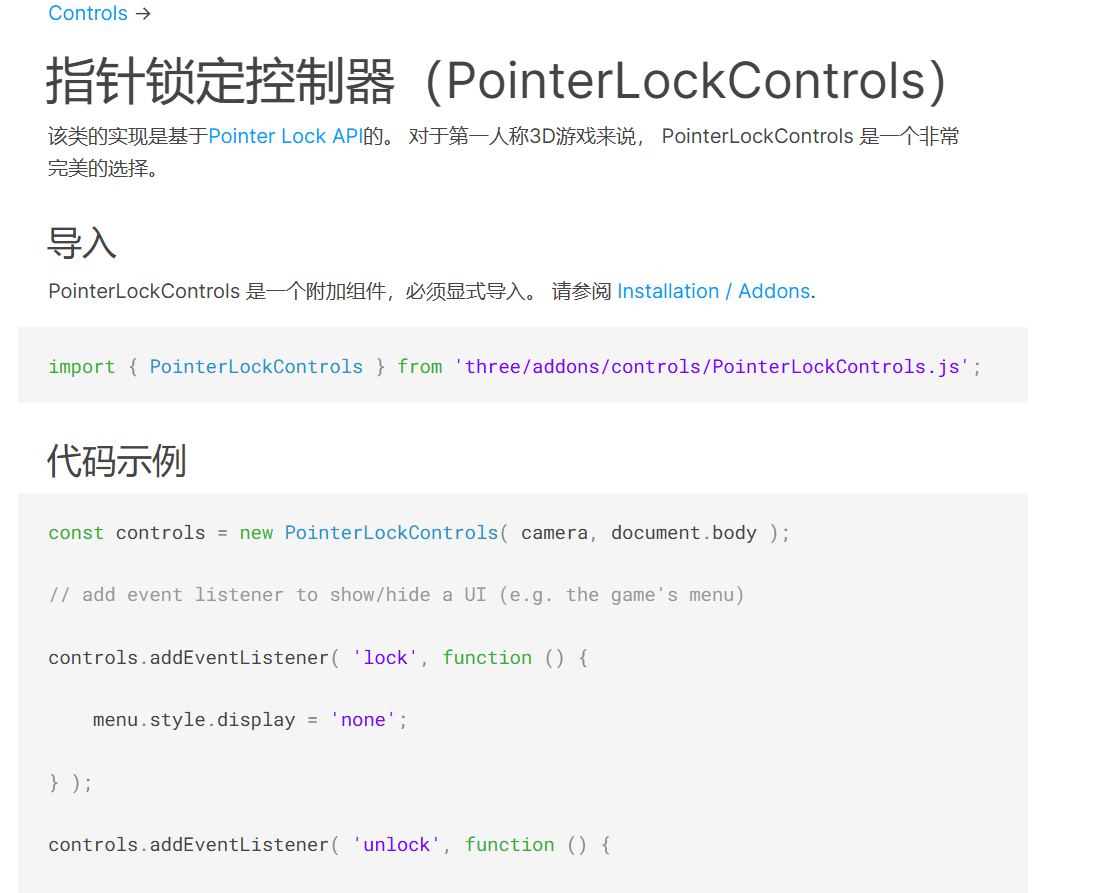 Controls →
指针锁定控制器（PointerLockControls）
该类的实现是基于Pointer Lock API的。 对于第一人称3D游戏来说， PointerLockControls 是一个非常
完美的选择。
导入
PointerLockControls 是一个附加组件，必须显式导入。 请参阅 Installation / Addons.
import { PointerLockControls } from 'three/addons/controls/PointerLockControls.js';
代码示例
const controls = new PointerLockControls( camera, document.body );
// add event listener to show/hide a UI (e.g. the game's menu)
controls.addEventListener( 'lock', function () {
menu.style.display = 'none';
} );
controls.addEventListener( 'unlock', function () {